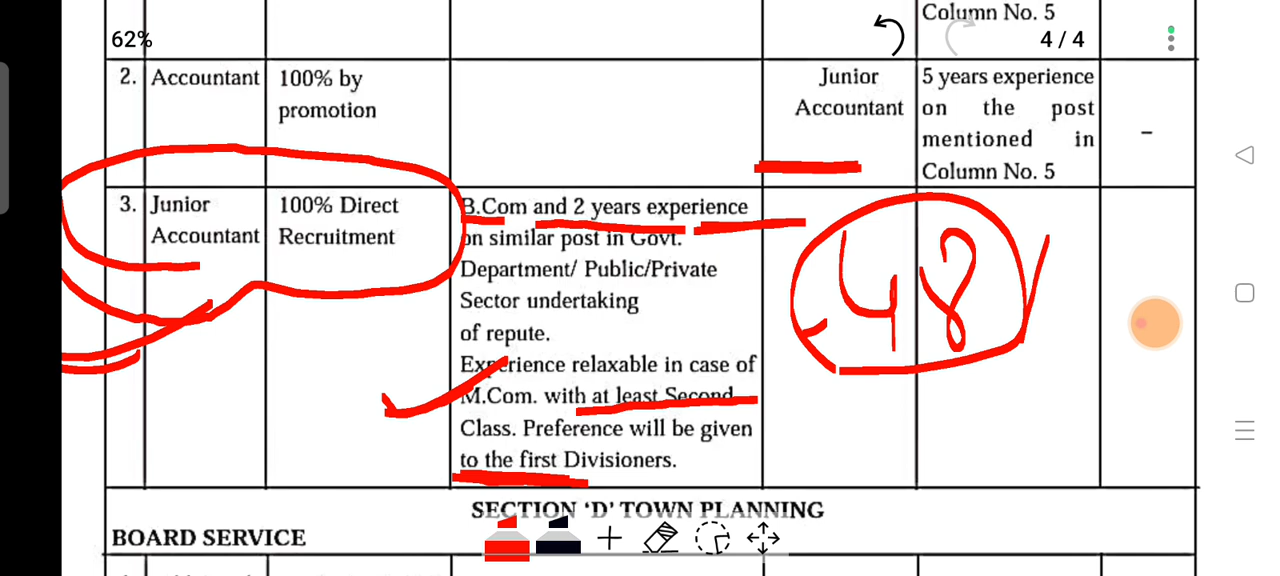 Column No. 5
62%
4 / 4
2. Accountant 100% by promotion Junior Accountant 5 years experience on the post mentioned in Column No. 5 –
3. Junior Accountant 100% Direct Recruitment
B.Com and 2 years experience
on similar post in Govt.
Department/ Public/Private
Sector undertaking
of repute.
Experience relaxable in case of
M.Com. with at least Second
Class. Preference will be given
to the first Divisioners.
48
SECTION ‘D’ TOWN PLANNING
BOARD SERVICE